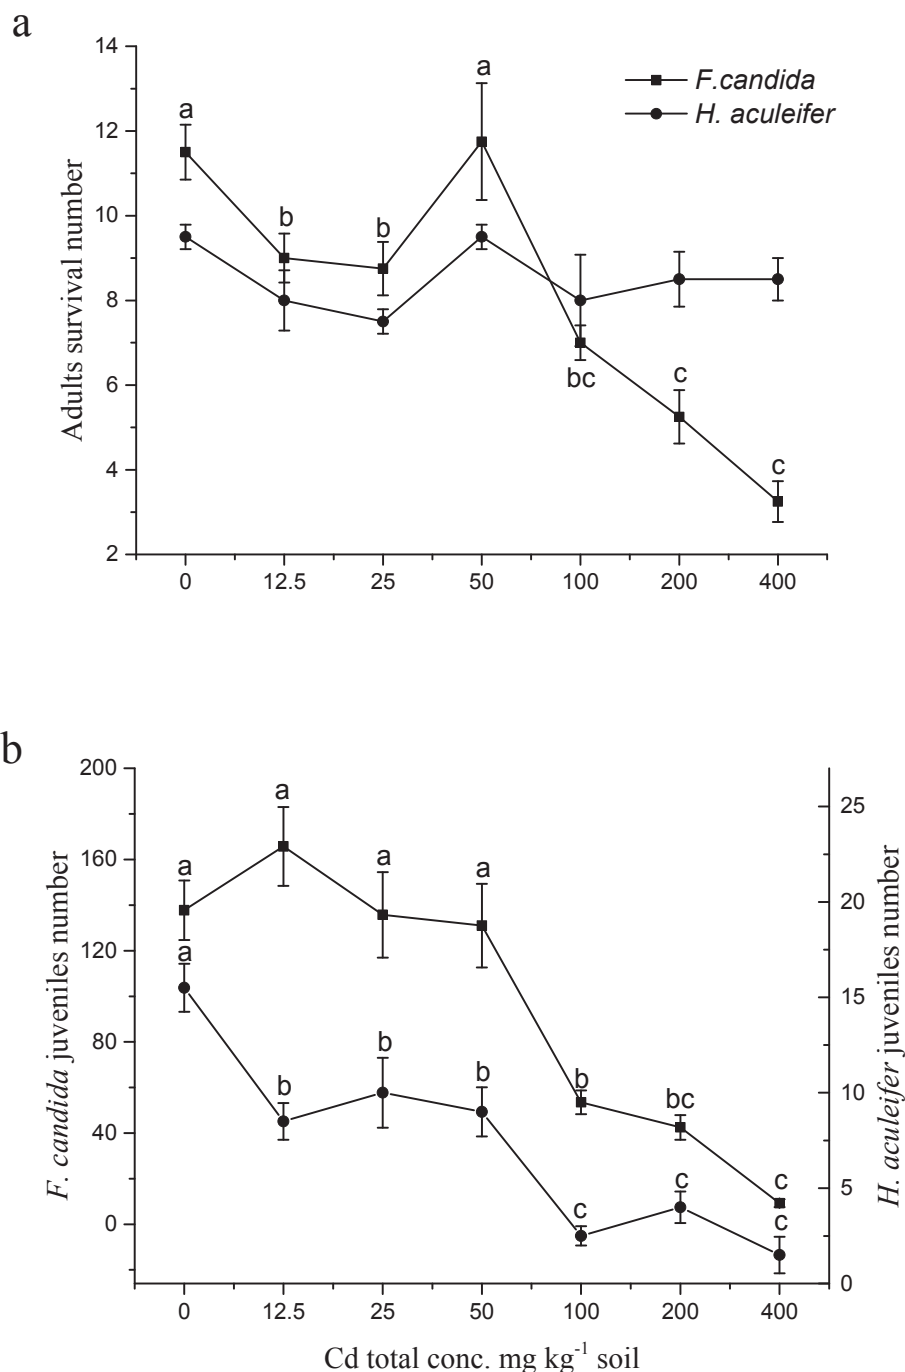 a
14
12
10
8
6
4
2
Adults survival number
F.candida
H. aculeifer
a
b
b
a
bc
c
c
0 12.5 25 50 100 200 400
b
200
160
120
80
40
0
F. candida juveniles number
25
20
15
10
5
0
H. aculeifer juveniles number
a
a
a
a
b
bc
c
a
b
b
b
c
c
c
0 12.5 25 50 100 200 400
Cd total conc. mg kg⁻¹ soil